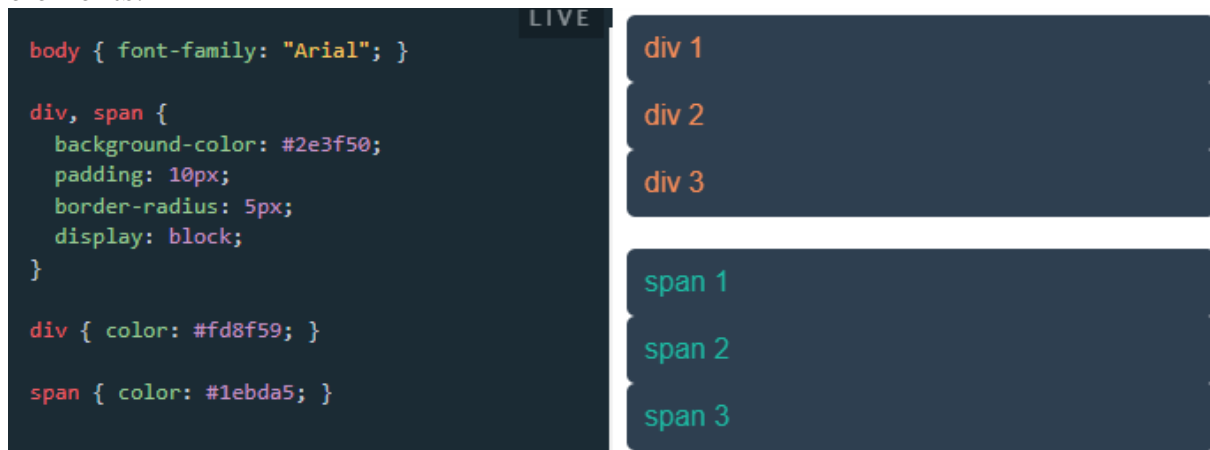 LIVE
body { font-family: "Arial"; }
div, span {
background-color: #2e3f50;
padding: 10px;
border-radius: 5px;
display: block;
}
div { color: #fd8f59; }
span { color: #1ebda5; }
div 1
div 2
div 3
span 1
span 2
span 3